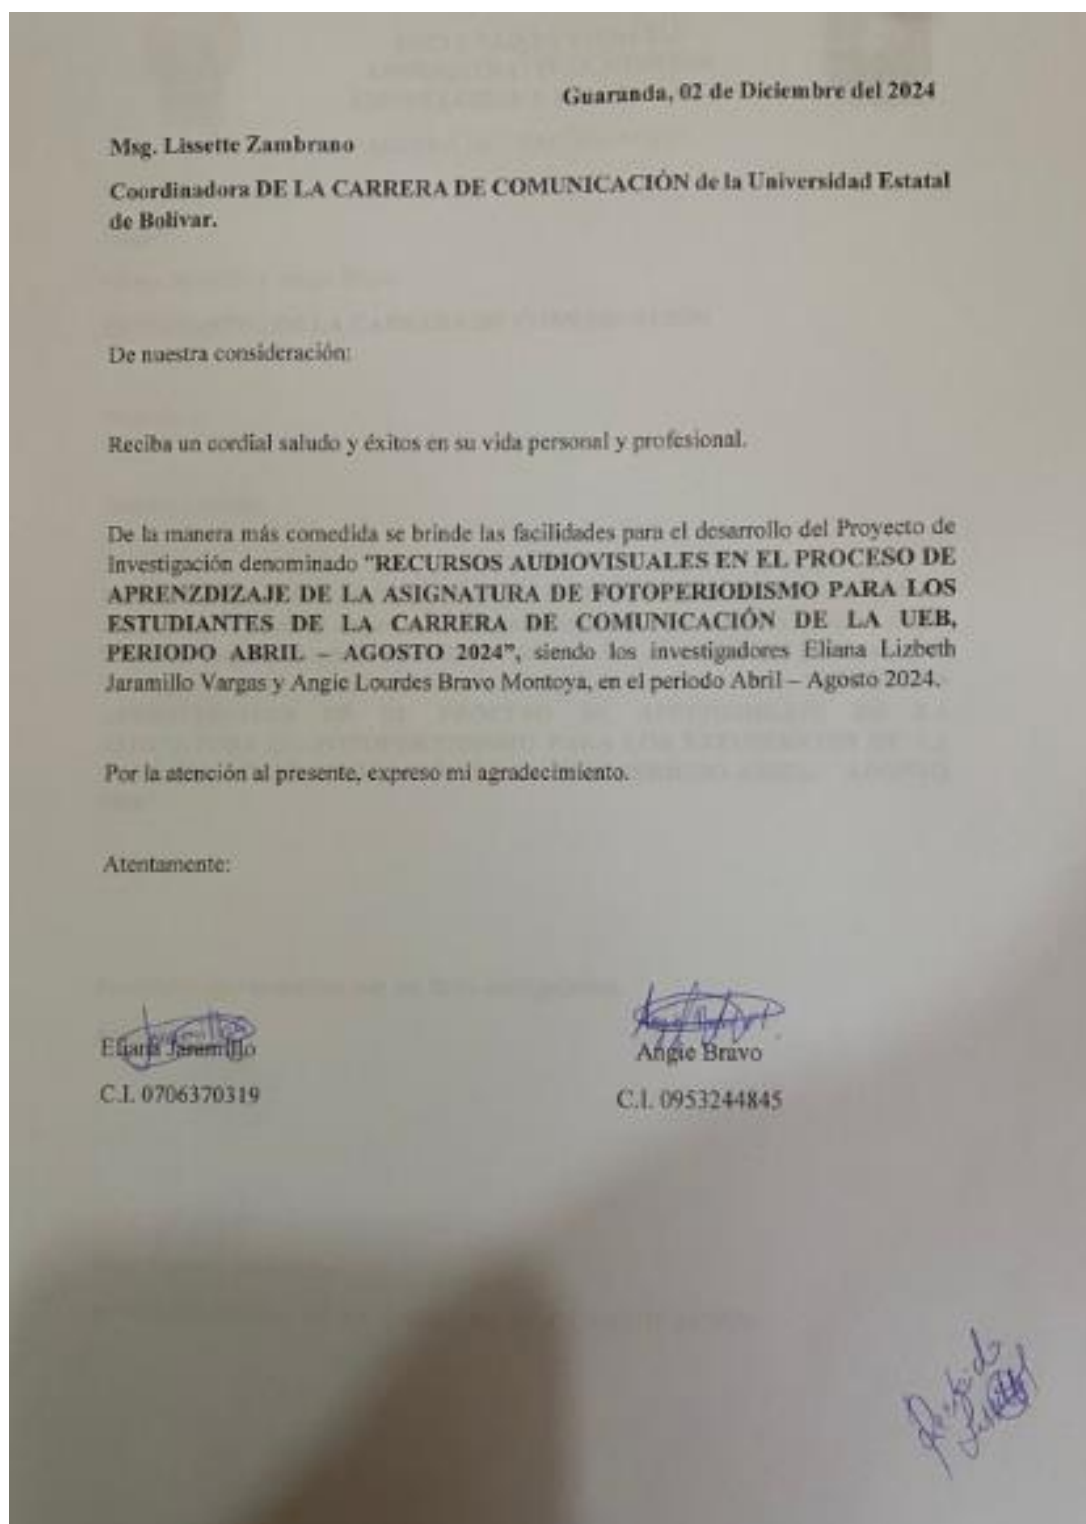 Guaranda, 02 de Diciembre del 2024
Msg. Lissette Zambrano
Coordinadora DE LA CARRERA DE COMUNICACIÓN de la Universidad Estatal
de Bolívar.
De nuestra consideración:
Reciba un cordial saludo y éxitos en su vida personal y profesional.
De la manera más comedida se brinde las facilidades para el desarrollo del Proyecto de
Investigación denominado "RECURSOS AUDIOVISUALES EN EL PROCESO DE
APRENZDIZAJE DE LA ASIGNATURA DE FOTOPERIODISMO PARA LOS
ESTUDIANTES DE LA CARRERA DE COMUNICACIÓN DE LA UEB,
PERIODO ABRIL – AGOSTO 2024", siendo los investigadores Eliana Lizbeth
Jaramillo Vargas y Angie Lourdes Bravo Montoya, en el periodo Abril – Agosto 2024.
Por la atención al presente, expreso mi agradecimiento.
Atentamente:
Eliana Jaramillo
Angie Bravo
C.I. 0706370319
C.I. 0953244845
Recibido